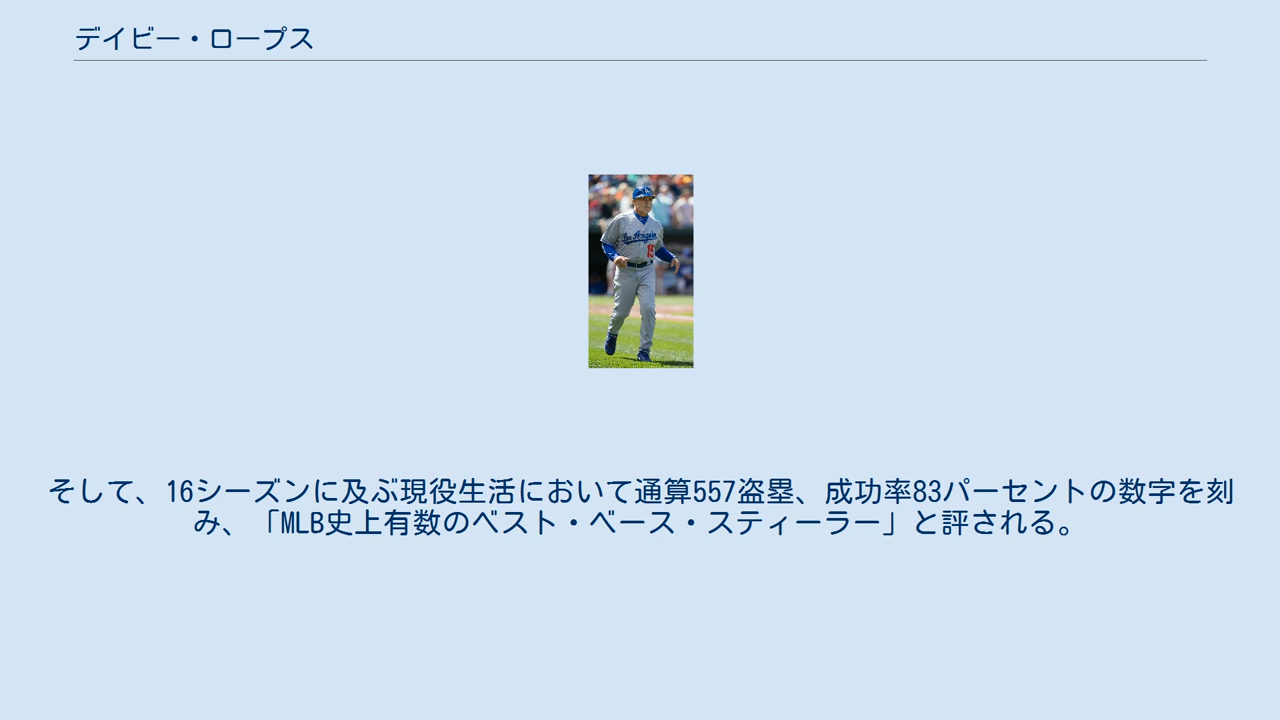 デイビー・ロープス
Los Angeles
15
そして、16シーズンに及ぶ現役生活において通算557盗塁、成功率83パーセントの数字を刻
み、「MLB史上有数のベスト・ベース・スティーラー」と評される。